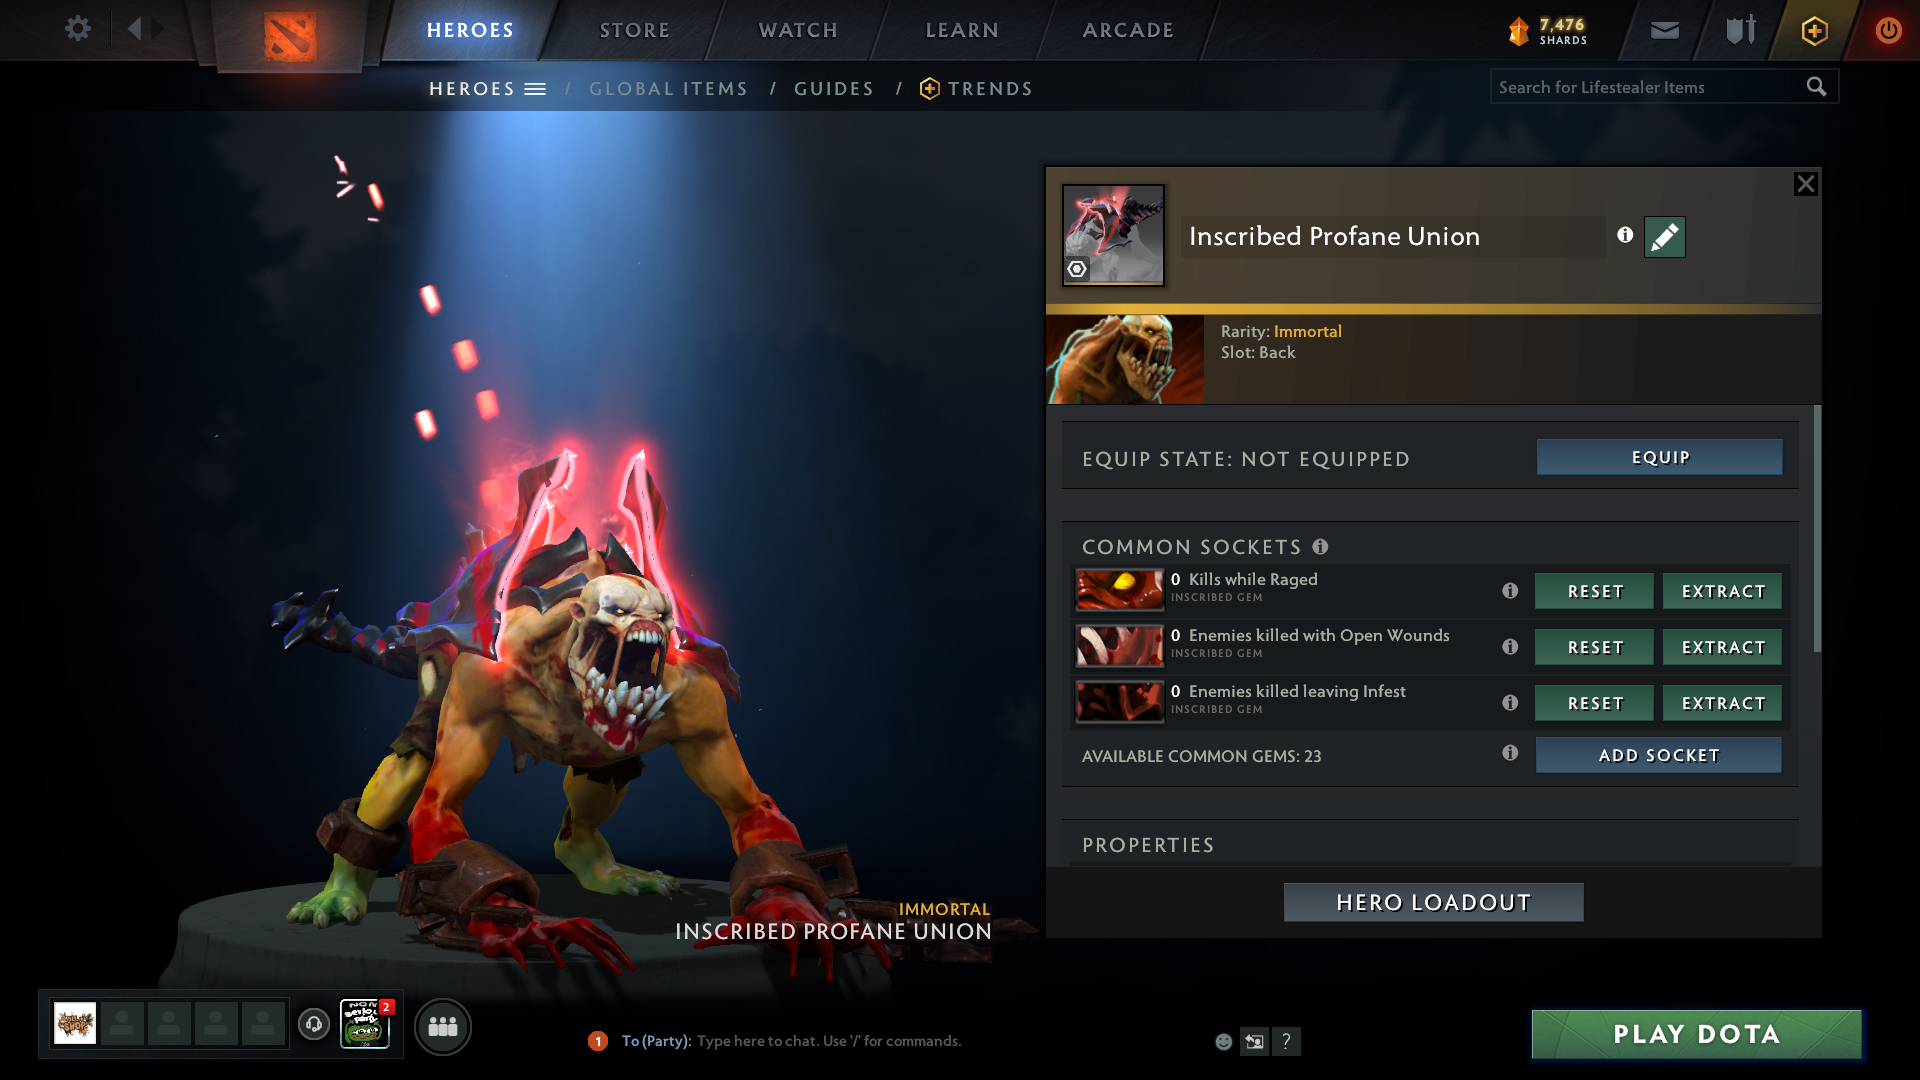 HEROES
STORE
WATCH
LEARN
ARCADE
7,476
SHARDS
HEROES / GLOBAL ITEMS / GUIDES / TRENDS
Search for Lifestealer Items
Inscribed Profane Union
Rarity: Immortal
Slot: Back
EQUIP STATE: NOT EQUIPPED
EQUIP
COMMON SOCKETS
0 Kills while Raged
INSCRIBED GEM
RESET
EXTRACT
0 Enemies killed with Open Wounds
INSCRIBED GEM
RESET
EXTRACT
0 Enemies killed leaving Infest
INSCRIBED GEM
RESET
EXTRACT
AVAILABLE COMMON GEMS: 23
ADD SOCKET
PROPERTIES
HERO LOADOUT
IMMORTAL
INSCRIBED PROFANE UNION
2
1
To (Party): Type here to chat. Use '/' for commands.
?
PLAY DOTA